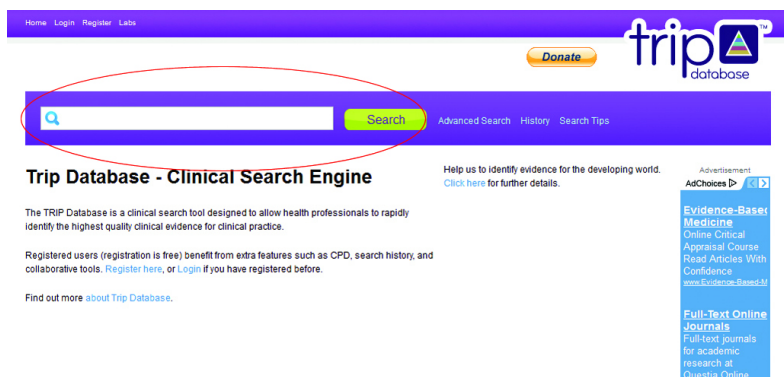 Home Login Register Labs
Donate
trip TM
database
Search
Advanced Search History Search Tips
Trip Database - Clinical Search Engine
The TRIP Database is a clinical search tool designed to allow health professionals to rapidly
identify the highest quality clinical evidence for clinical practice.
Registered users (registration is free) benefit from extra features such as CPD, search history, and
collaborative tools. Register here, or Login if you have registered before.
Find out more about Trip Database.
Help us to identify evidence for the developing world.
Click here for further details.
Advertisement
AdChoices
Evidence-Based
Medicine
Online Critical
Appraisal Course
Read Articles With
Confidence
www.Evidence-Based-M
Full-Text Online
Journals
Full-text journals
for academic
research at
Questia Online